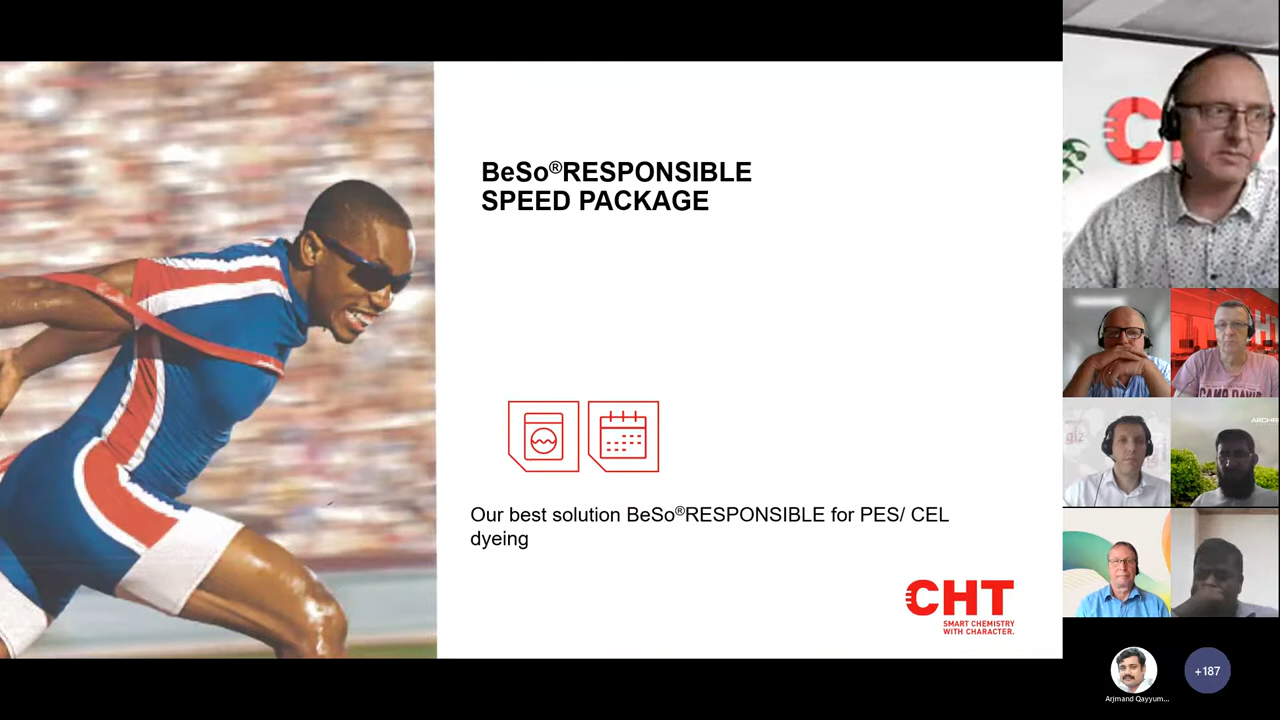 BeSo®RESPONSIBLE
SPEED PACKAGE
Our best solution BeSo®RESPONSIBLE for PES/ CEL
dyeing
CHT
SMART CHEMISTRY
WITH CHARACTER.
Arjmand Qayyum...
+187